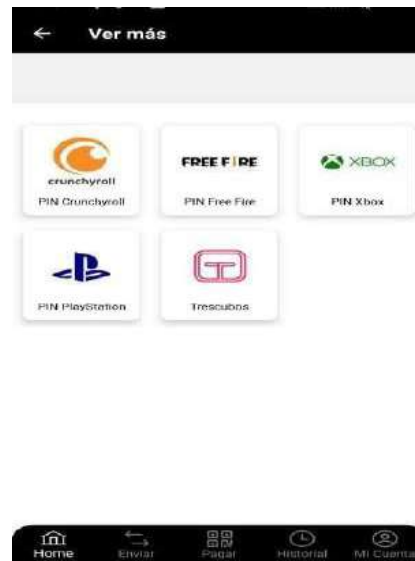 Ver más
crunchyroll
PIN Crunchyroll
FREE FIRE
PIN Free Fire
XBOX
PIN Xbox
PIN PlayStation
Trescubos
Home
Enviar
Pagar
Historial
Mi Cuenta